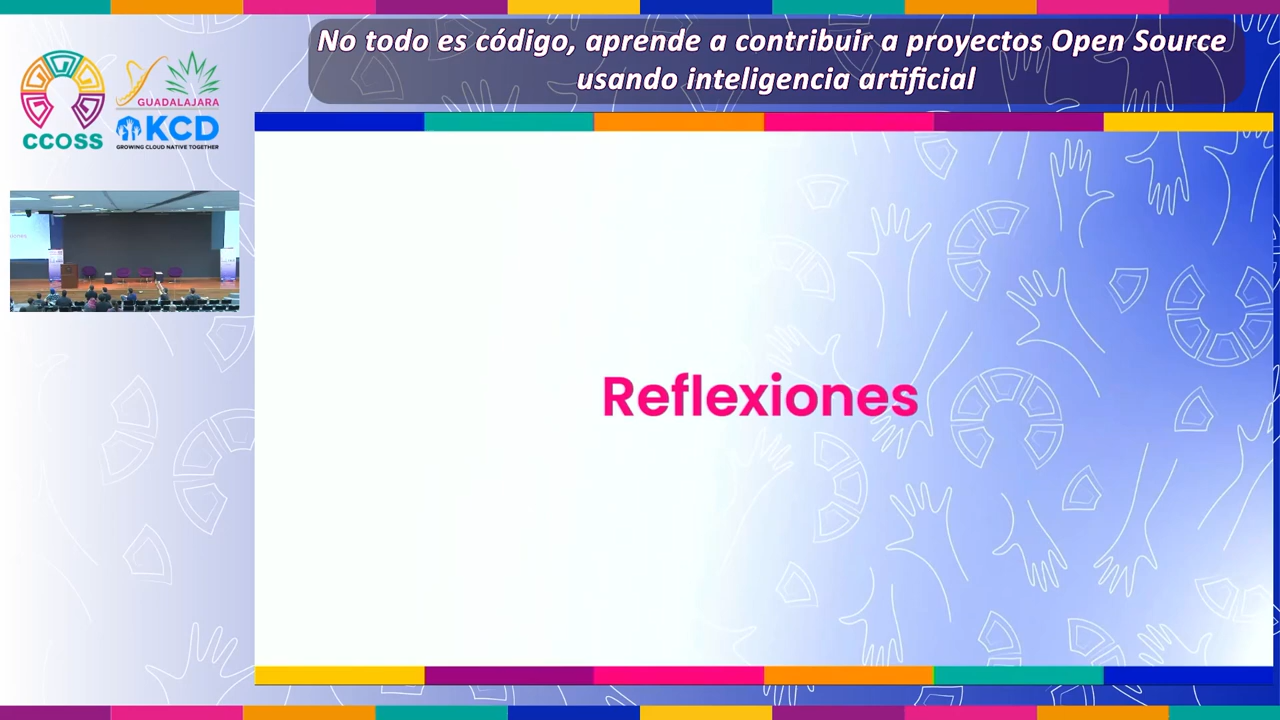 No todo es código, aprende a contribuir a proyectos Open Source
usando inteligencia artificial
GUADALAJARA
CCOSS
KCD
GROWING CLOUD NATIVE TOGETHER
Reflexiones